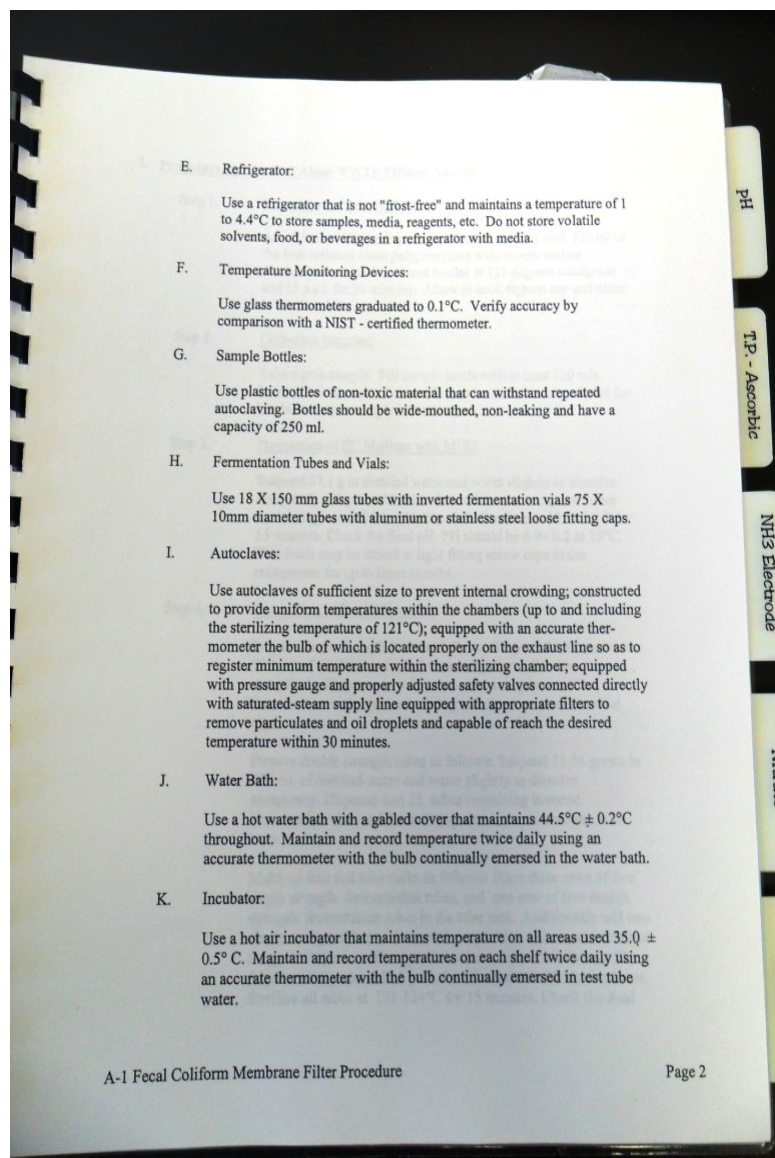 E. Refrigerator:
Use a refrigerator that is not "frost-free" and maintains a temperature of 1
to 4.4°C to store samples, media, reagents, etc. Do not store volatile
solvents, food, or beverages in a refrigerator with media.
F. Temperature Monitoring Devices:
Use glass thermometers graduated to 0.1°C. Verify accuracy by
comparison with a NIST - certified thermometer.
G. Sample Bottles:
Use plastic bottles of non-toxic material that can withstand repeated
autoclaving. Bottles should be wide-mouthed, non-leaking and have a
capacity of 250 ml.
H. Fermentation Tubes and Vials:
Use 18 X 150 mm glass tubes with inverted fermentation vials 75 X
10mm diameter tubes with aluminum or stainless steel loose fitting caps.
I. Autoclaves:
Use autoclaves of sufficient size to prevent internal crowding; constructed
to provide uniform temperatures within the chambers (up to and including
the sterilizing temperature of 121°C); equipped with an accurate ther-
mometer the bulb of which is located properly on the exhaust line so as to
register minimum temperature within the sterilizing chamber; equipped
with pressure gauge and properly adjusted safety valves connected directly
with saturated-steam supply line equipped with appropriate filters to
remove particulates and oil droplets and capable of reach the desired
temperature within 30 minutes.
J. Water Bath:
Use a hot water bath with a gabled cover that maintains 44.5°C ± 0.2°C
throughout. Maintain and record temperature twice daily using an
accurate thermometer with the bulb continually emersed in the water bath.
K. Incubator:
Use a hot air incubator that maintains temperature on all areas used 35.0 ±
0.5° C. Maintain and record temperatures on each shelf twice daily using
an accurate thermometer with the bulb continually emersed in test tube
water.
A-1 Fecal Coliform Membrane Filter Procedure
Page 2
pH
T.P. - Ascorbic
NH3 Electrode